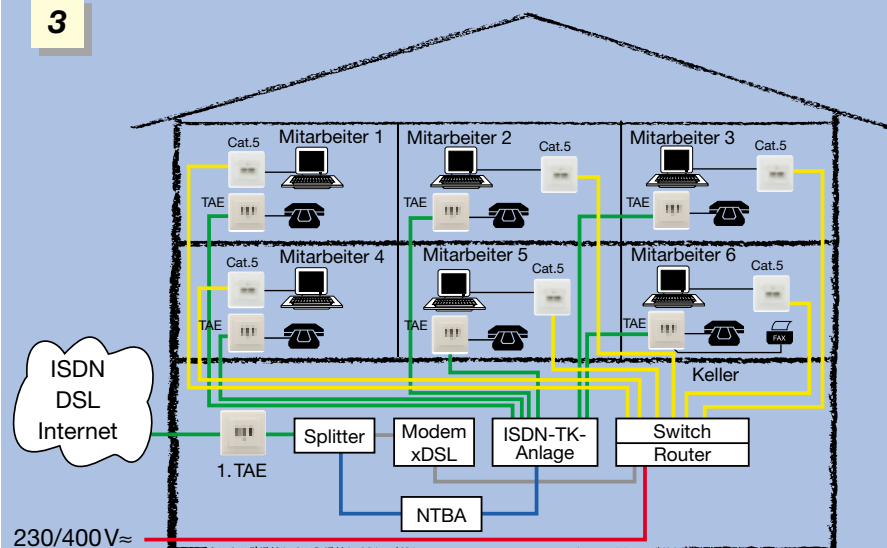 3
Mitarbeiter 1
Cat.5
TAE
Mitarbeiter 2
Cat.5
TAE
Mitarbeiter 3
Cat.5
TAE
Mitarbeiter 4
Cat.5
TAE
Mitarbeiter 5
Cat.5
TAE
Mitarbeiter 6
Cat.5
TAE
FAX
Keller
ISDN
DSL
Internet
1. TAE
Splitter
Modem
xDSL
ISDN-TK-
Anlage
Switch
Router
NTBA
230/400 V≈